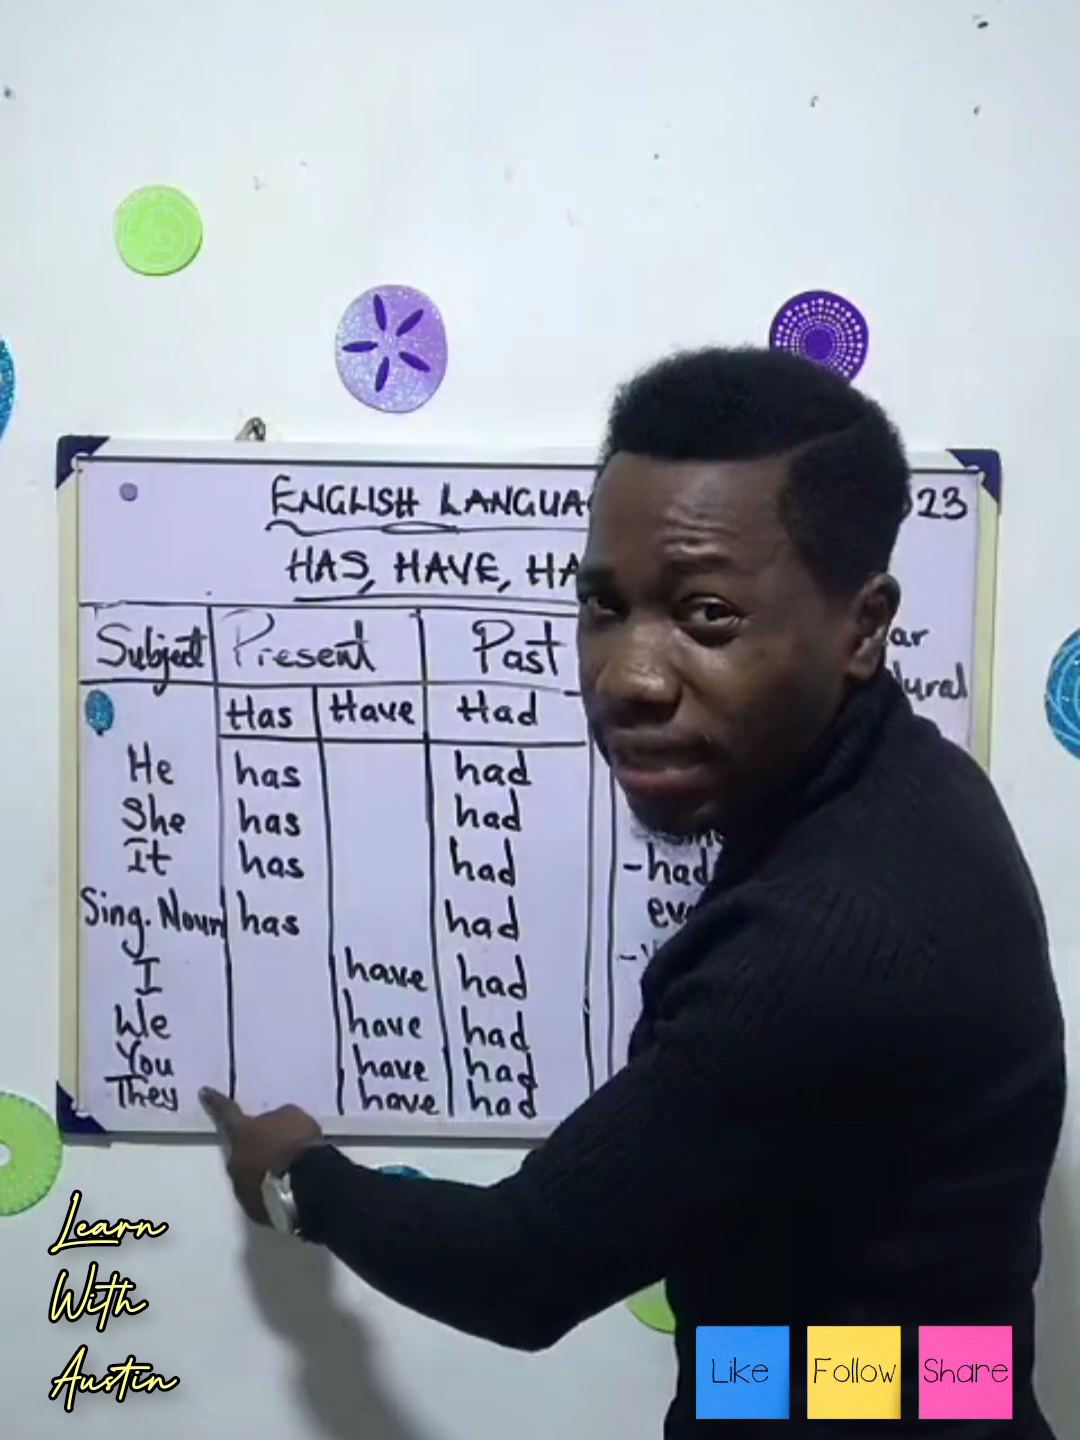 ENGLISH LANGUA
23
HAS, HAVE, HA
Subject Present Past
ar
lural
Has Have Had
He has had
She has had
It has had
Sing. Noun has had
-had
I have had
We have had
You have had
They have had
Learn
With
Austin
Like Follow Share